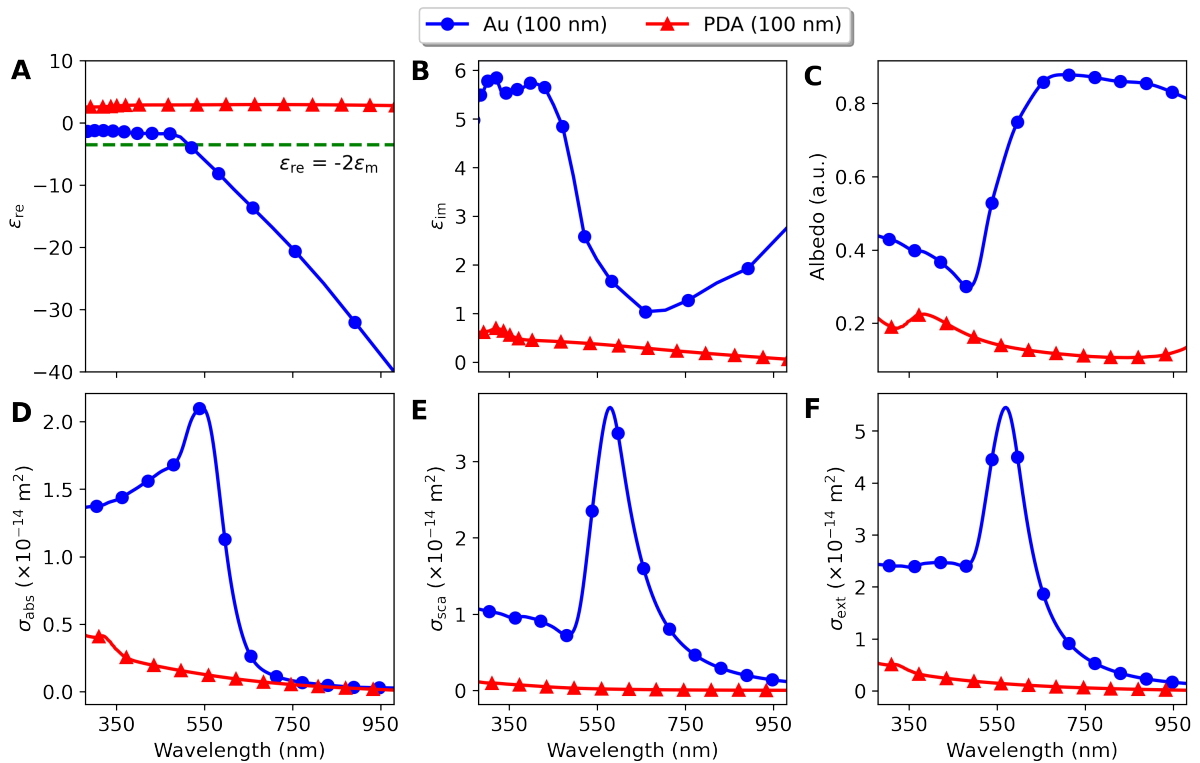 Au (100 nm) PDA (100 nm)
A
10
0
−10
−20
−30
−40
εre
εre = -2εm
B
6
5
4
3
2
1
0
εim
C
0.8
0.6
0.4
0.2
Albedo (a.u.)
D
2.0
1.5
1.0
0.5
0.0
σabs (×10⁻¹⁴ m²)
350 550 750 950
Wavelength (nm)
E
3
2
1
0
σsca (×10⁻¹⁴ m²)
350 550 750 950
Wavelength (nm)
F
5
4
3
2
1
0
σext (×10⁻¹⁴ m²)
350 550 750 950
Wavelength (nm)